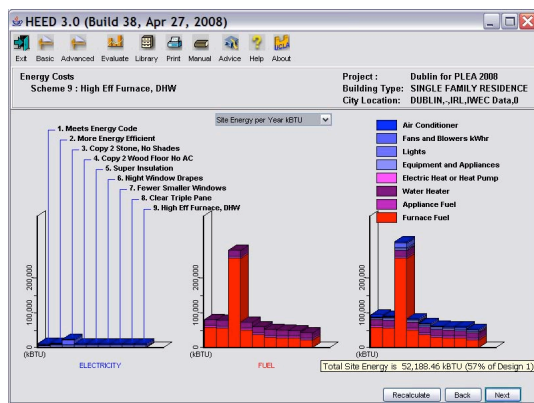 HEED 3.0 (Build 38, Apr 27, 2008)
Exit Basic Advanced Evaluate Library Print Manual Advice Help About
Energy Costs
Scheme 9 : High Eff Furnace, DHW
Project : Dublin for PLEA 2008
Building Type: SINGLE FAMILY RESIDENCE
City Location: DUBLIN,-,IRL,IWEC Data,0
Site Energy per Year kBTU
1. Meets Energy Code
2. More Energy Efficient
3. Copy 2 Stone, No Shades
4. Copy 2 Wood Floor No AC
5. Super Insulation
6. Night Window Drapes
7. Fewer Smaller Windows
8. Clear Triple Pane
9. High Eff Furnace, DHW
Air Conditioner
Fans and Blowers kWhr
Lights
Equipment and Appliances
Electric Heat or Heat Pump
Water Heater
Appliance Fuel
Furnace Fuel
200,000
100,000
0
(kBTU)
ELECTRICITY
200,000
100,000
0
(kBTU)
FUEL
200,000
100,000
0
(kBTU)
Total Site Energy is 52,188.46 kBTU (57% of Design 1)
Recalculate Back Next